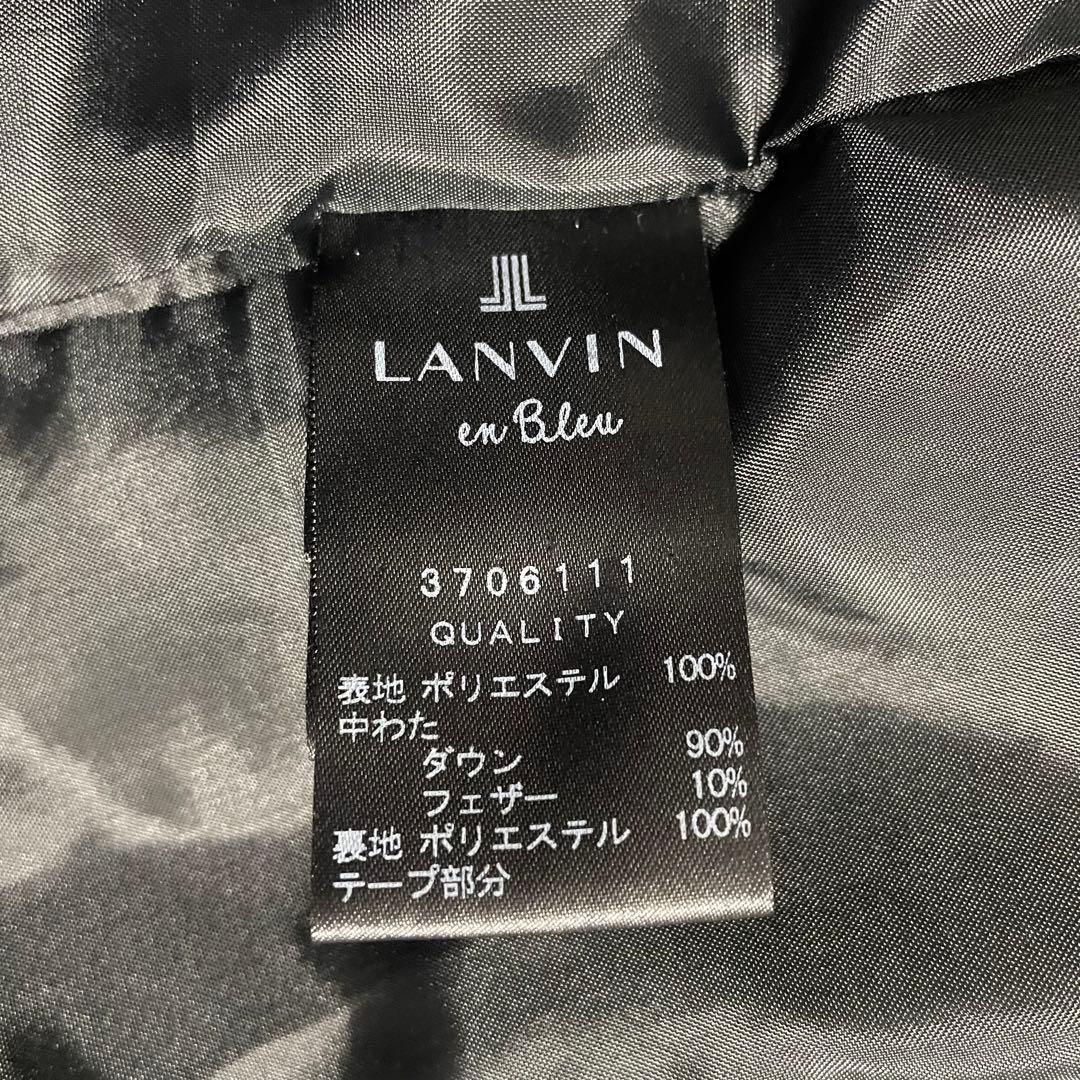 LANVIN
en Bleu
3706111
QUALITY
表地 ポリエステル 100%
中わた
ダウン 90%
フェザー 10%
裏地 ポリエステル 100%
テープ部分